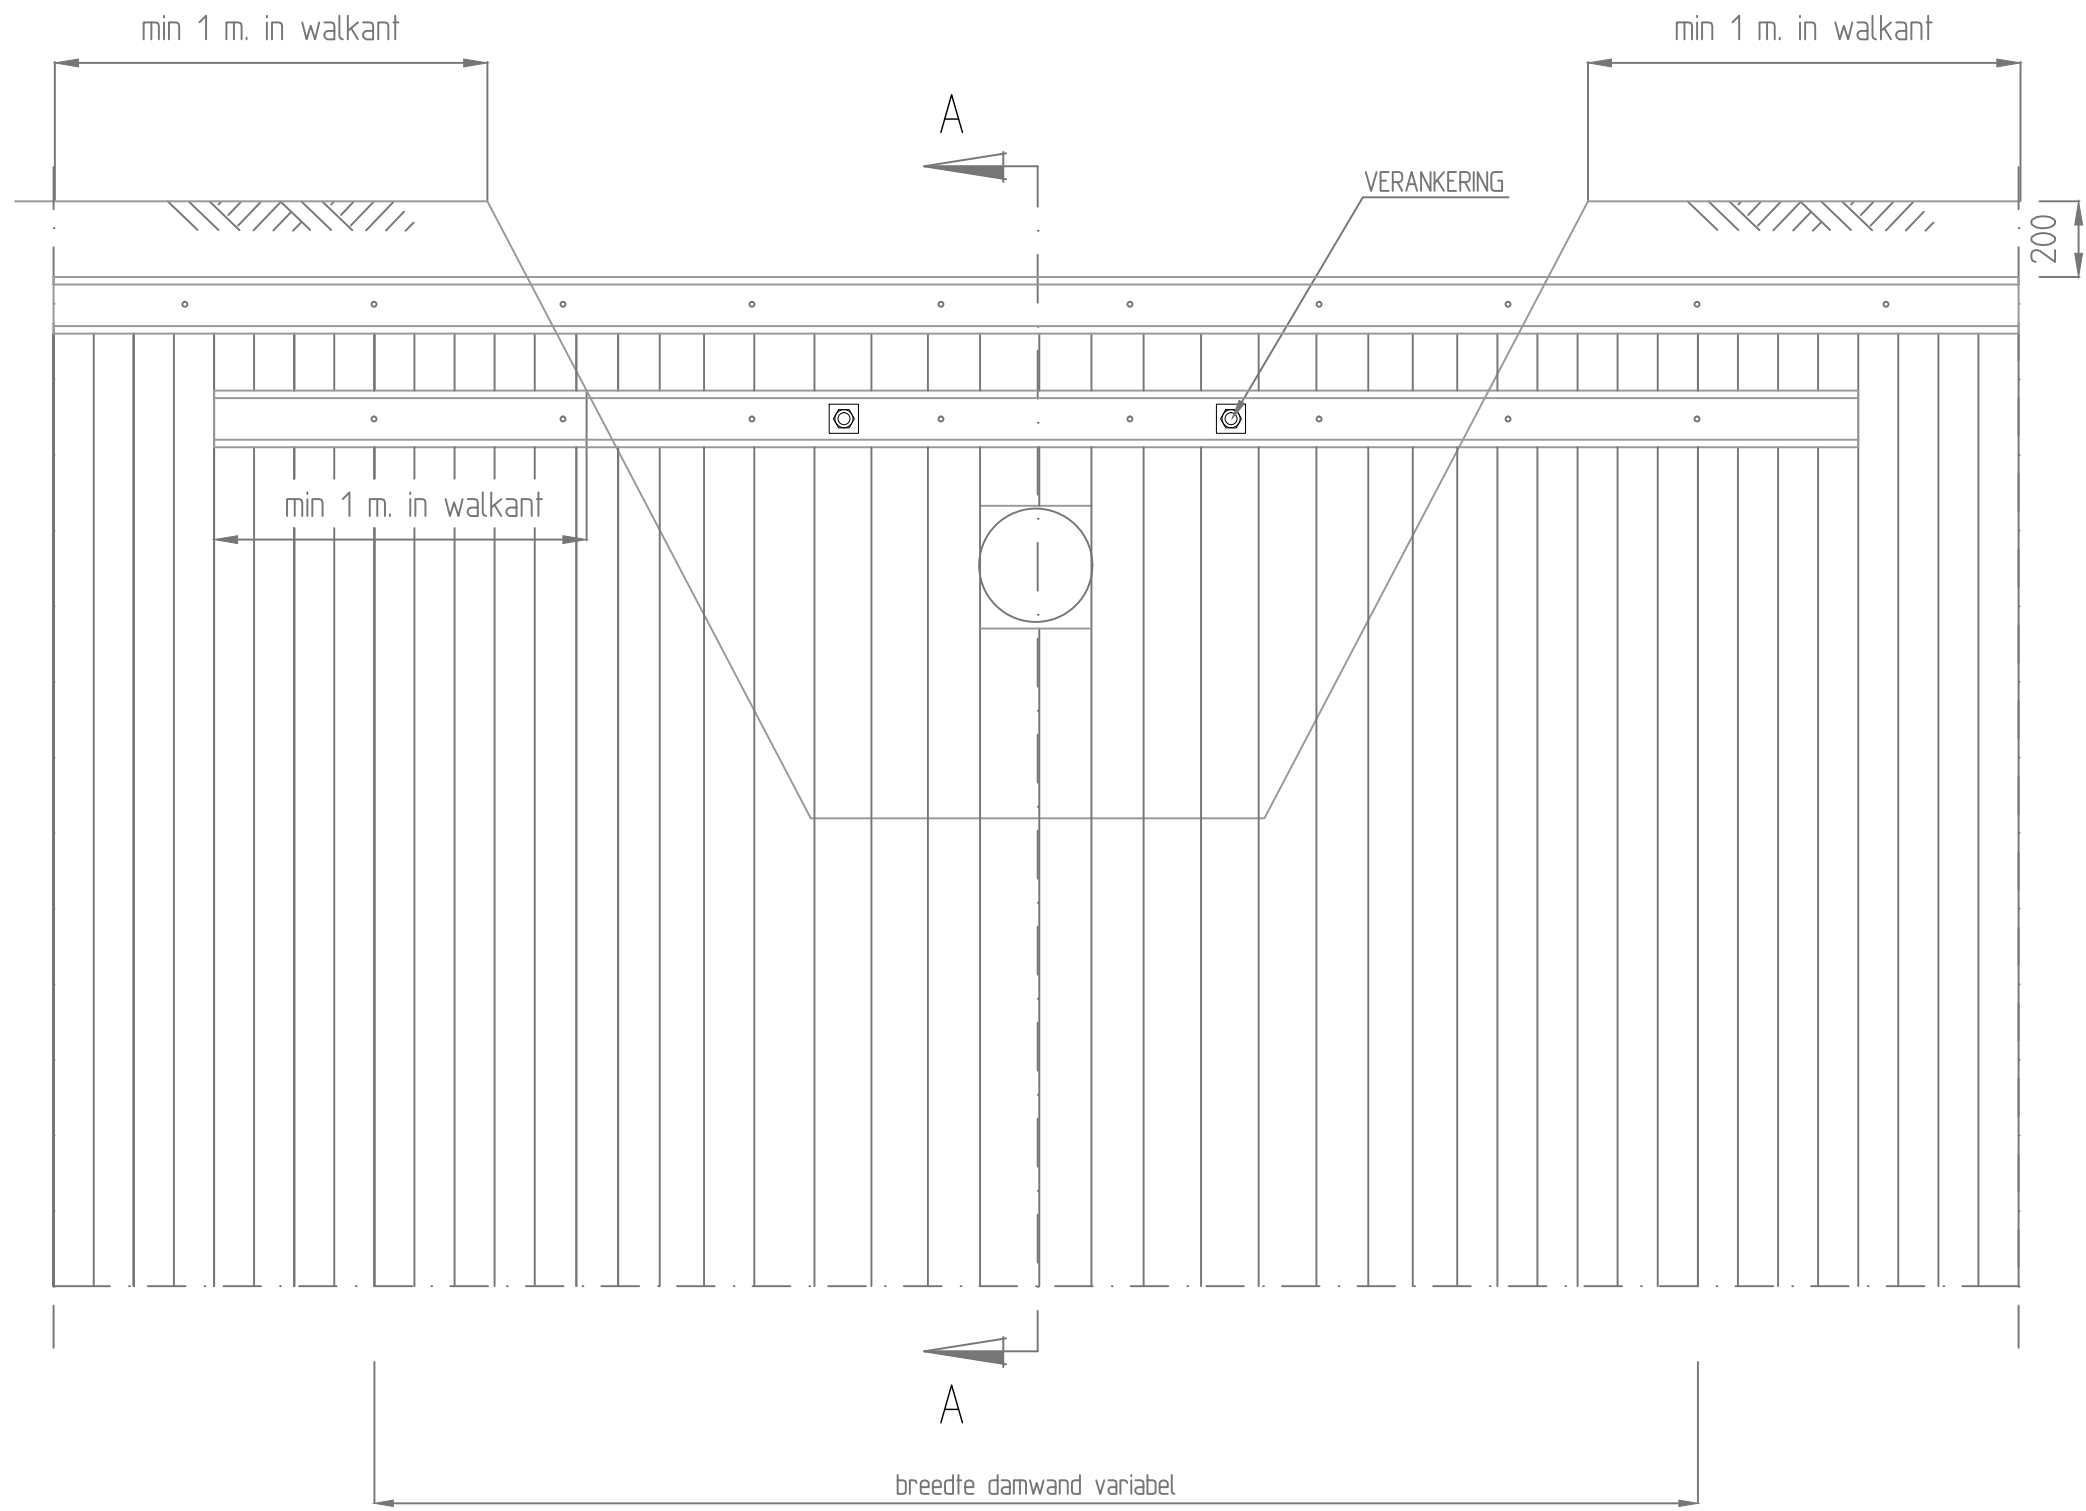 min 1 m. in walkant
min 1 m. in walkant
A
VERANKERING
200
min 1 m. in walkant
A
breedte damwand variabel